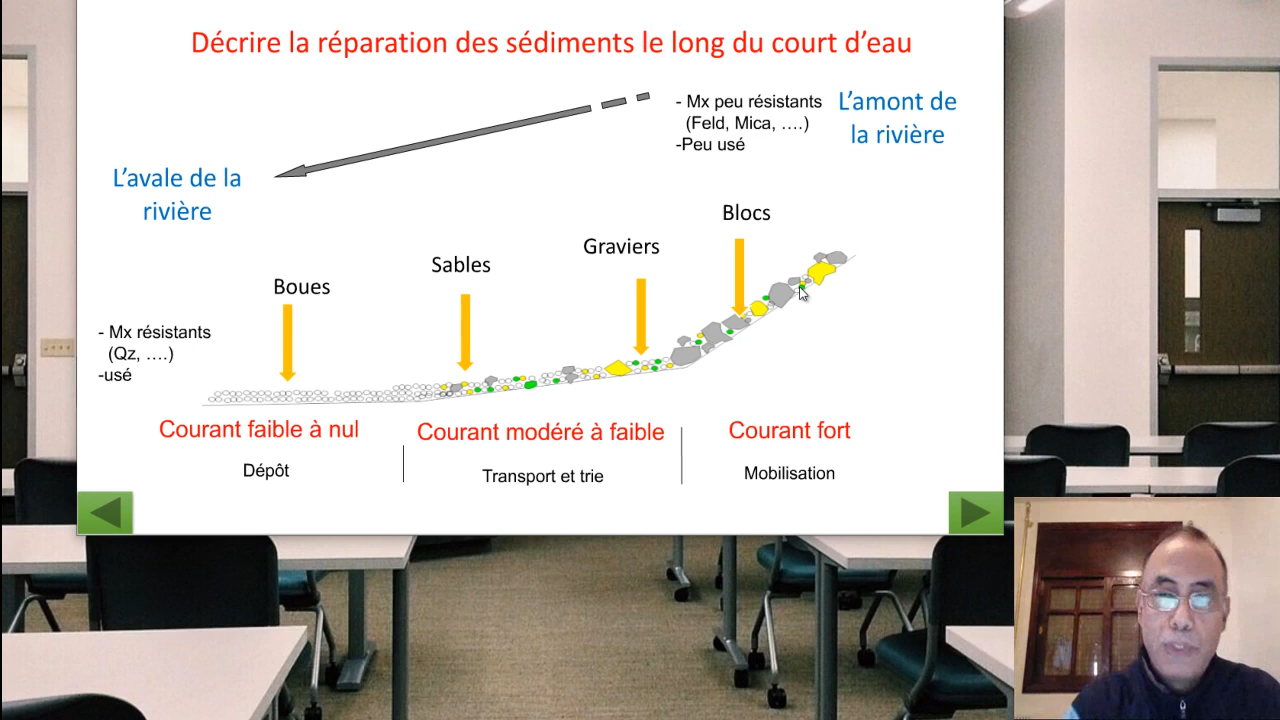 Décrire la réparation des sédiments le long du court d'eau
- Mx peu résistants
(Feld, Mica, ….)
-Peu usé
L'amont de
la rivière
L'avale de la
rivière
Blocs
Graviers
Sables
Boues
- Mx résistants
(Qz, ….)
-usé
Courant faible à nul
Courant modéré à faible
Courant fort
Dépôt
Transport et trie
Mobilisation